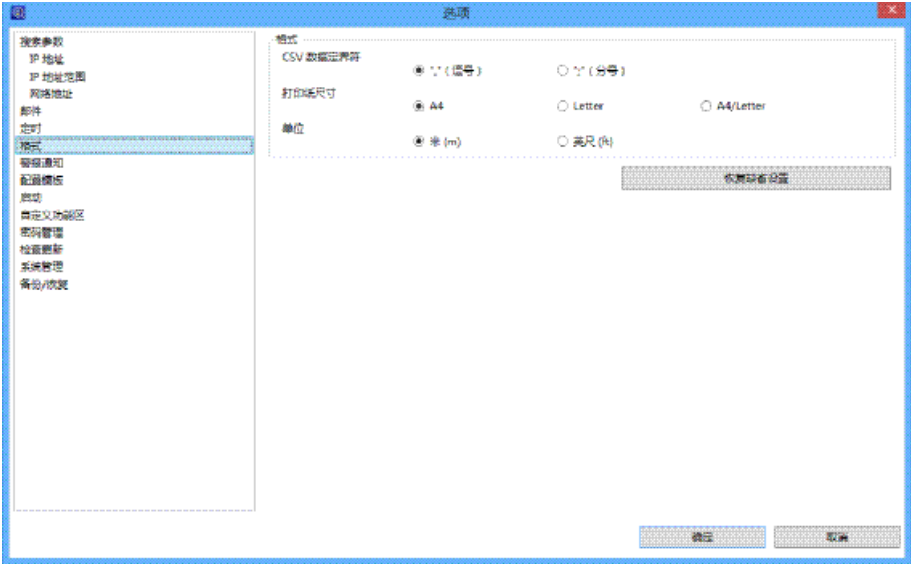 选项
搜索参数
IP 地址
IP 地址范围
网络地址
邮件
定时
格式
警报通知
配置模板
启动
自定义功能区
密码管理
检查更新
系统管理
备份/恢复
格式
CSV 数据定界符
"," ( 逗号 )
";" ( 分号 )
打印纸尺寸
A4
Letter
A4/Letter
单位
米 (m)
英尺 (ft)
恢复缺省设置
确定
取消